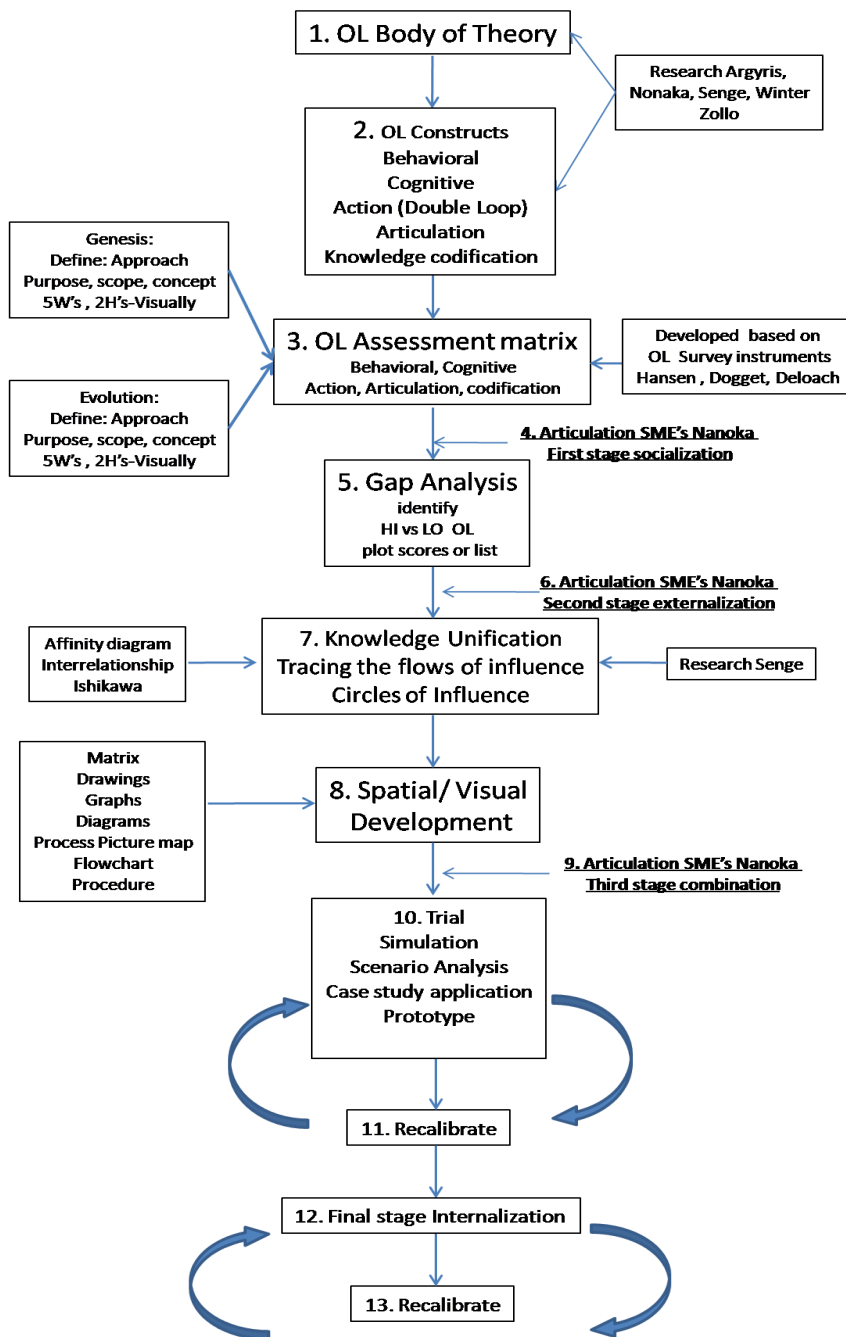 1. OL Body of Theory
Research Argyris,
Nonaka, Senge, Winter
Zollo
2. OL Constructs
Behavioral
Cognitive
Action (Double Loop)
Articulation
Knowledge codification
Genesis:
Define: Approach
Purpose, scope, concept
5W's , 2H's-Visually
3. OL Assessment matrix
Behavioral, Cognitive
Action, Articulation, codification
Developed based on
OL Survey instruments
Hansen , Dogget, Deloach
Evolution:
Define: Approach
Purpose, scope, concept
5W's , 2H's-Visually
4. Articulation SME's Nanoka
First stage socialization
5. Gap Analysis
identify
HI vs LO OL
plot scores or list
6. Articulation SME's Nanoka
Second stage externalization
Affinity diagram
Interrelationship
Ishikawa
7. Knowledge Unification
Tracing the flows of influence
Circles of Influence
Research Senge
Matrix
Drawings
Graphs
Diagrams
Process Picture map
Flowchart
Procedure
8. Spatial/ Visual
Development
9. Articulation SME's Nanoka
Third stage combination
10. Trial
Simulation
Scenario Analysis
Case study application
Prototype
11. Recalibrate
12. Final stage Internalization
13. Recalibrate